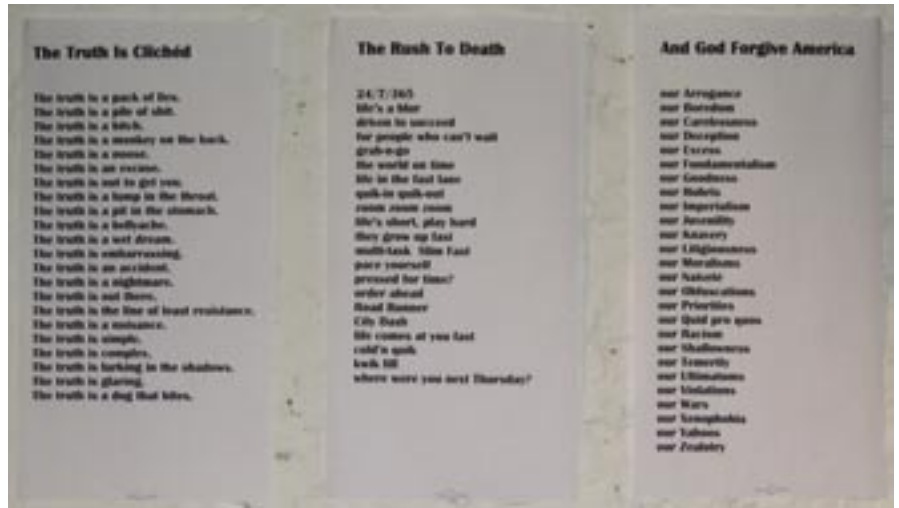 The Truth Is Clichéd
The truth is a pack of lies.
The truth is a pile of shit.
The truth is a bitch.
The truth is a monkey on the back.
The truth is a noose.
The truth is an excuse.
The truth is out to get you.
The truth is a lump in the throat.
The truth is a pit in the stomach.
The truth is a bellyache.
The truth is a wet dream.
The truth is embarrassing.
The truth is an accident.
The truth is a nightmare.
The truth is out there.
The truth is the line of least resistance.
The truth is a nuisance.
The truth is simple.
The truth is complex.
The truth is lurking in the shadows.
The truth is glaring.
The truth is a dog that bites.
The Rush To Death
24/7/365
life's a blur
driven to succeed
for people who can't wait
grab-n-go
the world on time
life in the fast lane
quik-in quik-out
zoom zoom zoom
life's short, play hard
they grow up fast
multi-task Slim Fast
pace yourself
pressed for time?
order ahead
Road Runner
City Dash
life comes at you fast
cold'n quik
kwik fill
where were you next Thursday?
And God Forgive America
our Arrogance
our Boredom
our Carelessness
our Deception
our Excess
our Fundamentalism
our Goodness
our Hubris
our Imperialism
our Juvenility
our Knavery
our Litigiousness
our Moralisms
our Naiveté
our Obfuscations
our Priorities
our Quid pro quos
our Racism
our Shallowness
our Temerity
our Ultimatums
our Violations
our Wars
our Xenophobia
our Yahoos
our Zealotry